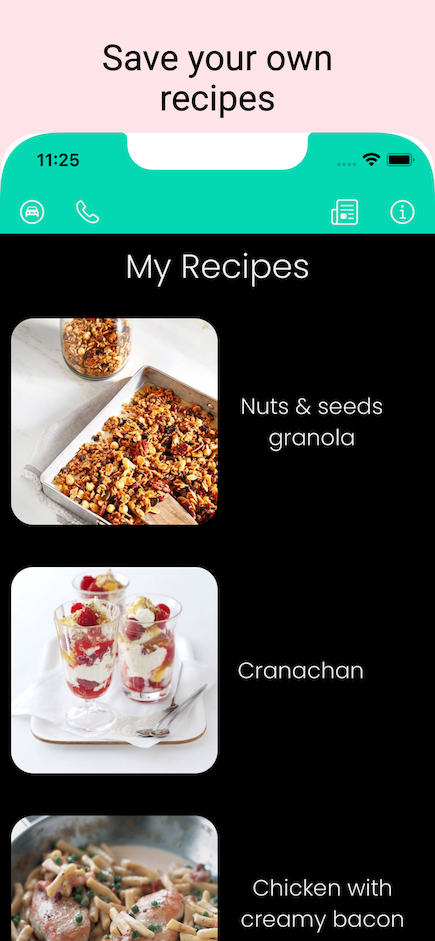 Save your own
recipes
11:25
My Recipes
Nuts & seeds
granola
Cranachan
Chicken with
creamy bacon